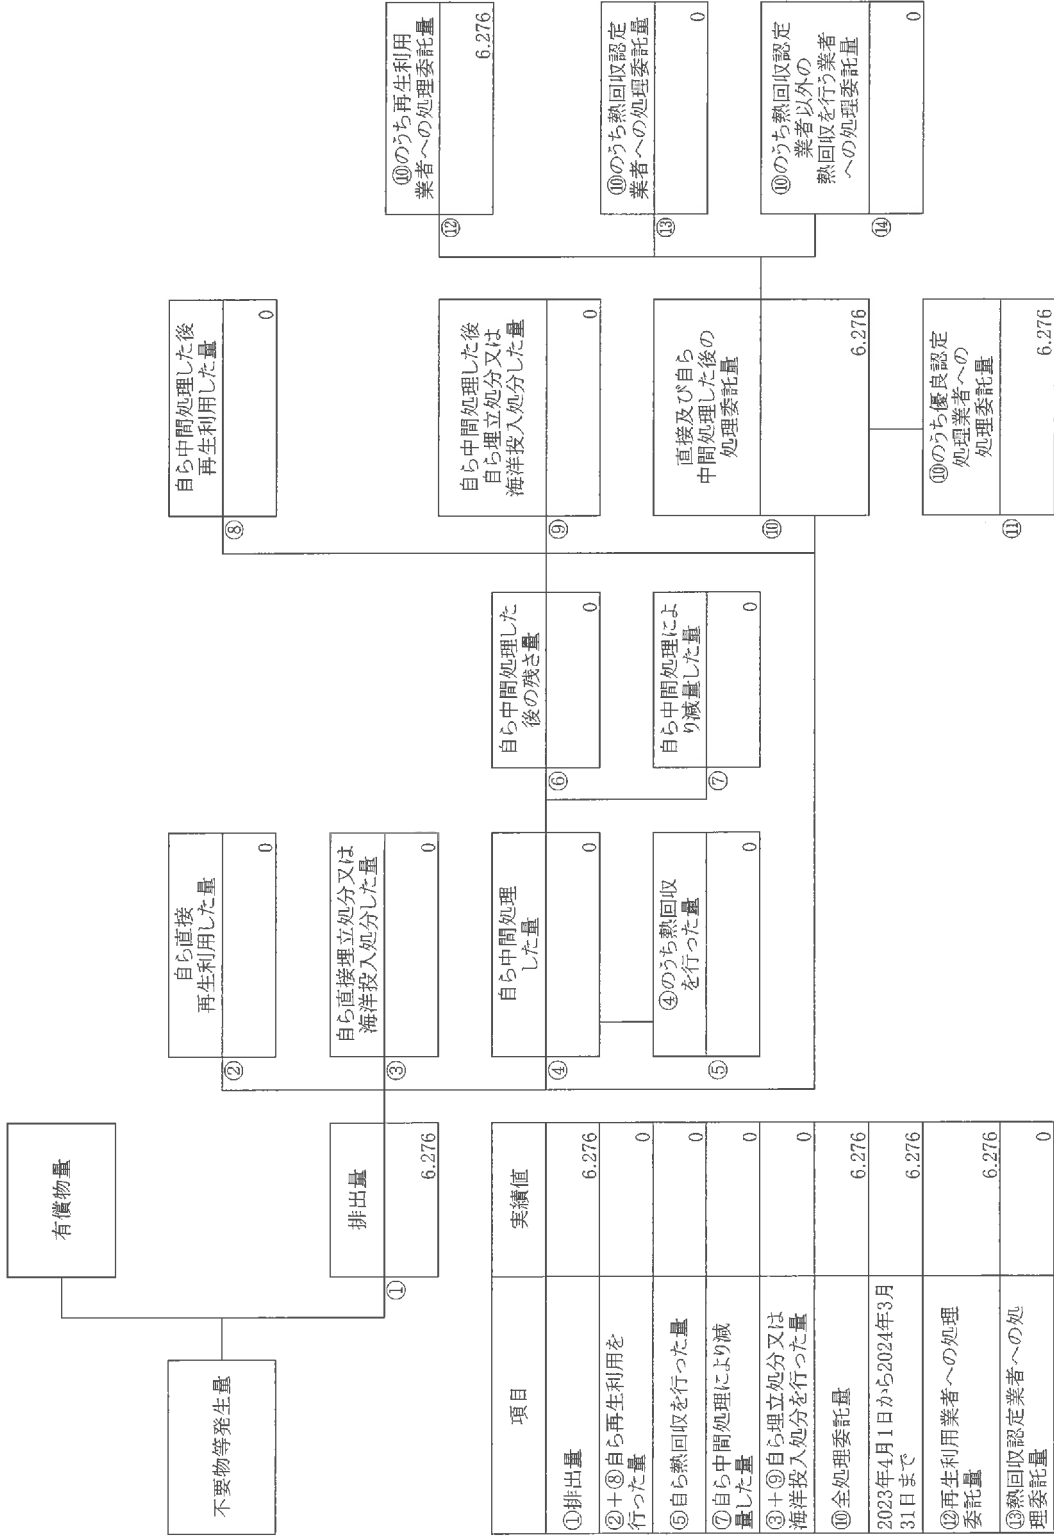 不要物等発生量
有償物量
①
排出量
6.276
②
自ら直接
再生利用した量
0
③
自ら直接埋立処分又は
海洋投入処分した量
0
④
自ら中間処理
した量
0
⑤
④のうち熱回収
を行った量
0
⑥
自ら中間処理した
後の残さ量
0
⑦
自ら中間処理によ
り減量した量
0
⑧
自ら中間処理した後
再生利用した量
0
⑨
自ら中間処理した後
自ら埋立処分又は
海洋投入処分した量
0
⑩
直接及び自ら
中間処理した後の
処理委託量
6.276
⑪
⑩のうち優良認定
処理業者への
処理委託量
6.276
⑫
⑩のうち再生利用
業者への処理委託量
6.276
⑬
⑩のうち熱回収認定
業者への処理委託量
0
⑭
⑩のうち熱回収認定
業者以外の
熱回収を行う業者
への処理委託量
0
項目
実績値
①排出量
6.276
②+⑧自ら再生利用を
行った量
0
⑤自ら熱回収を行った量
0
⑦自ら中間処理により減
量した量
0
③+⑨自ら埋立処分又は
海洋投入処分を行った量
0
⑩全処理委託量
6.276
2023年4月1日から2024年3月
31日まで
6.276
⑫再生利用業者への処理
委託量
6.276
⑬熱回収認定業者への処
理委託量
0